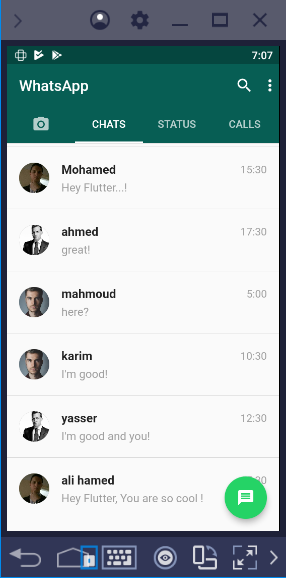 7:07
WhatsApp
CHATS STATUS CALLS
Mohamed 15:30
Hey Flutter...!
ahmed 17:30
great!
mahmoud 5:00
here?
karim 10:30
I'm good!
yasser 12:30
I'm good and you!
ali hamed
Hey Flutter, You are so cool !